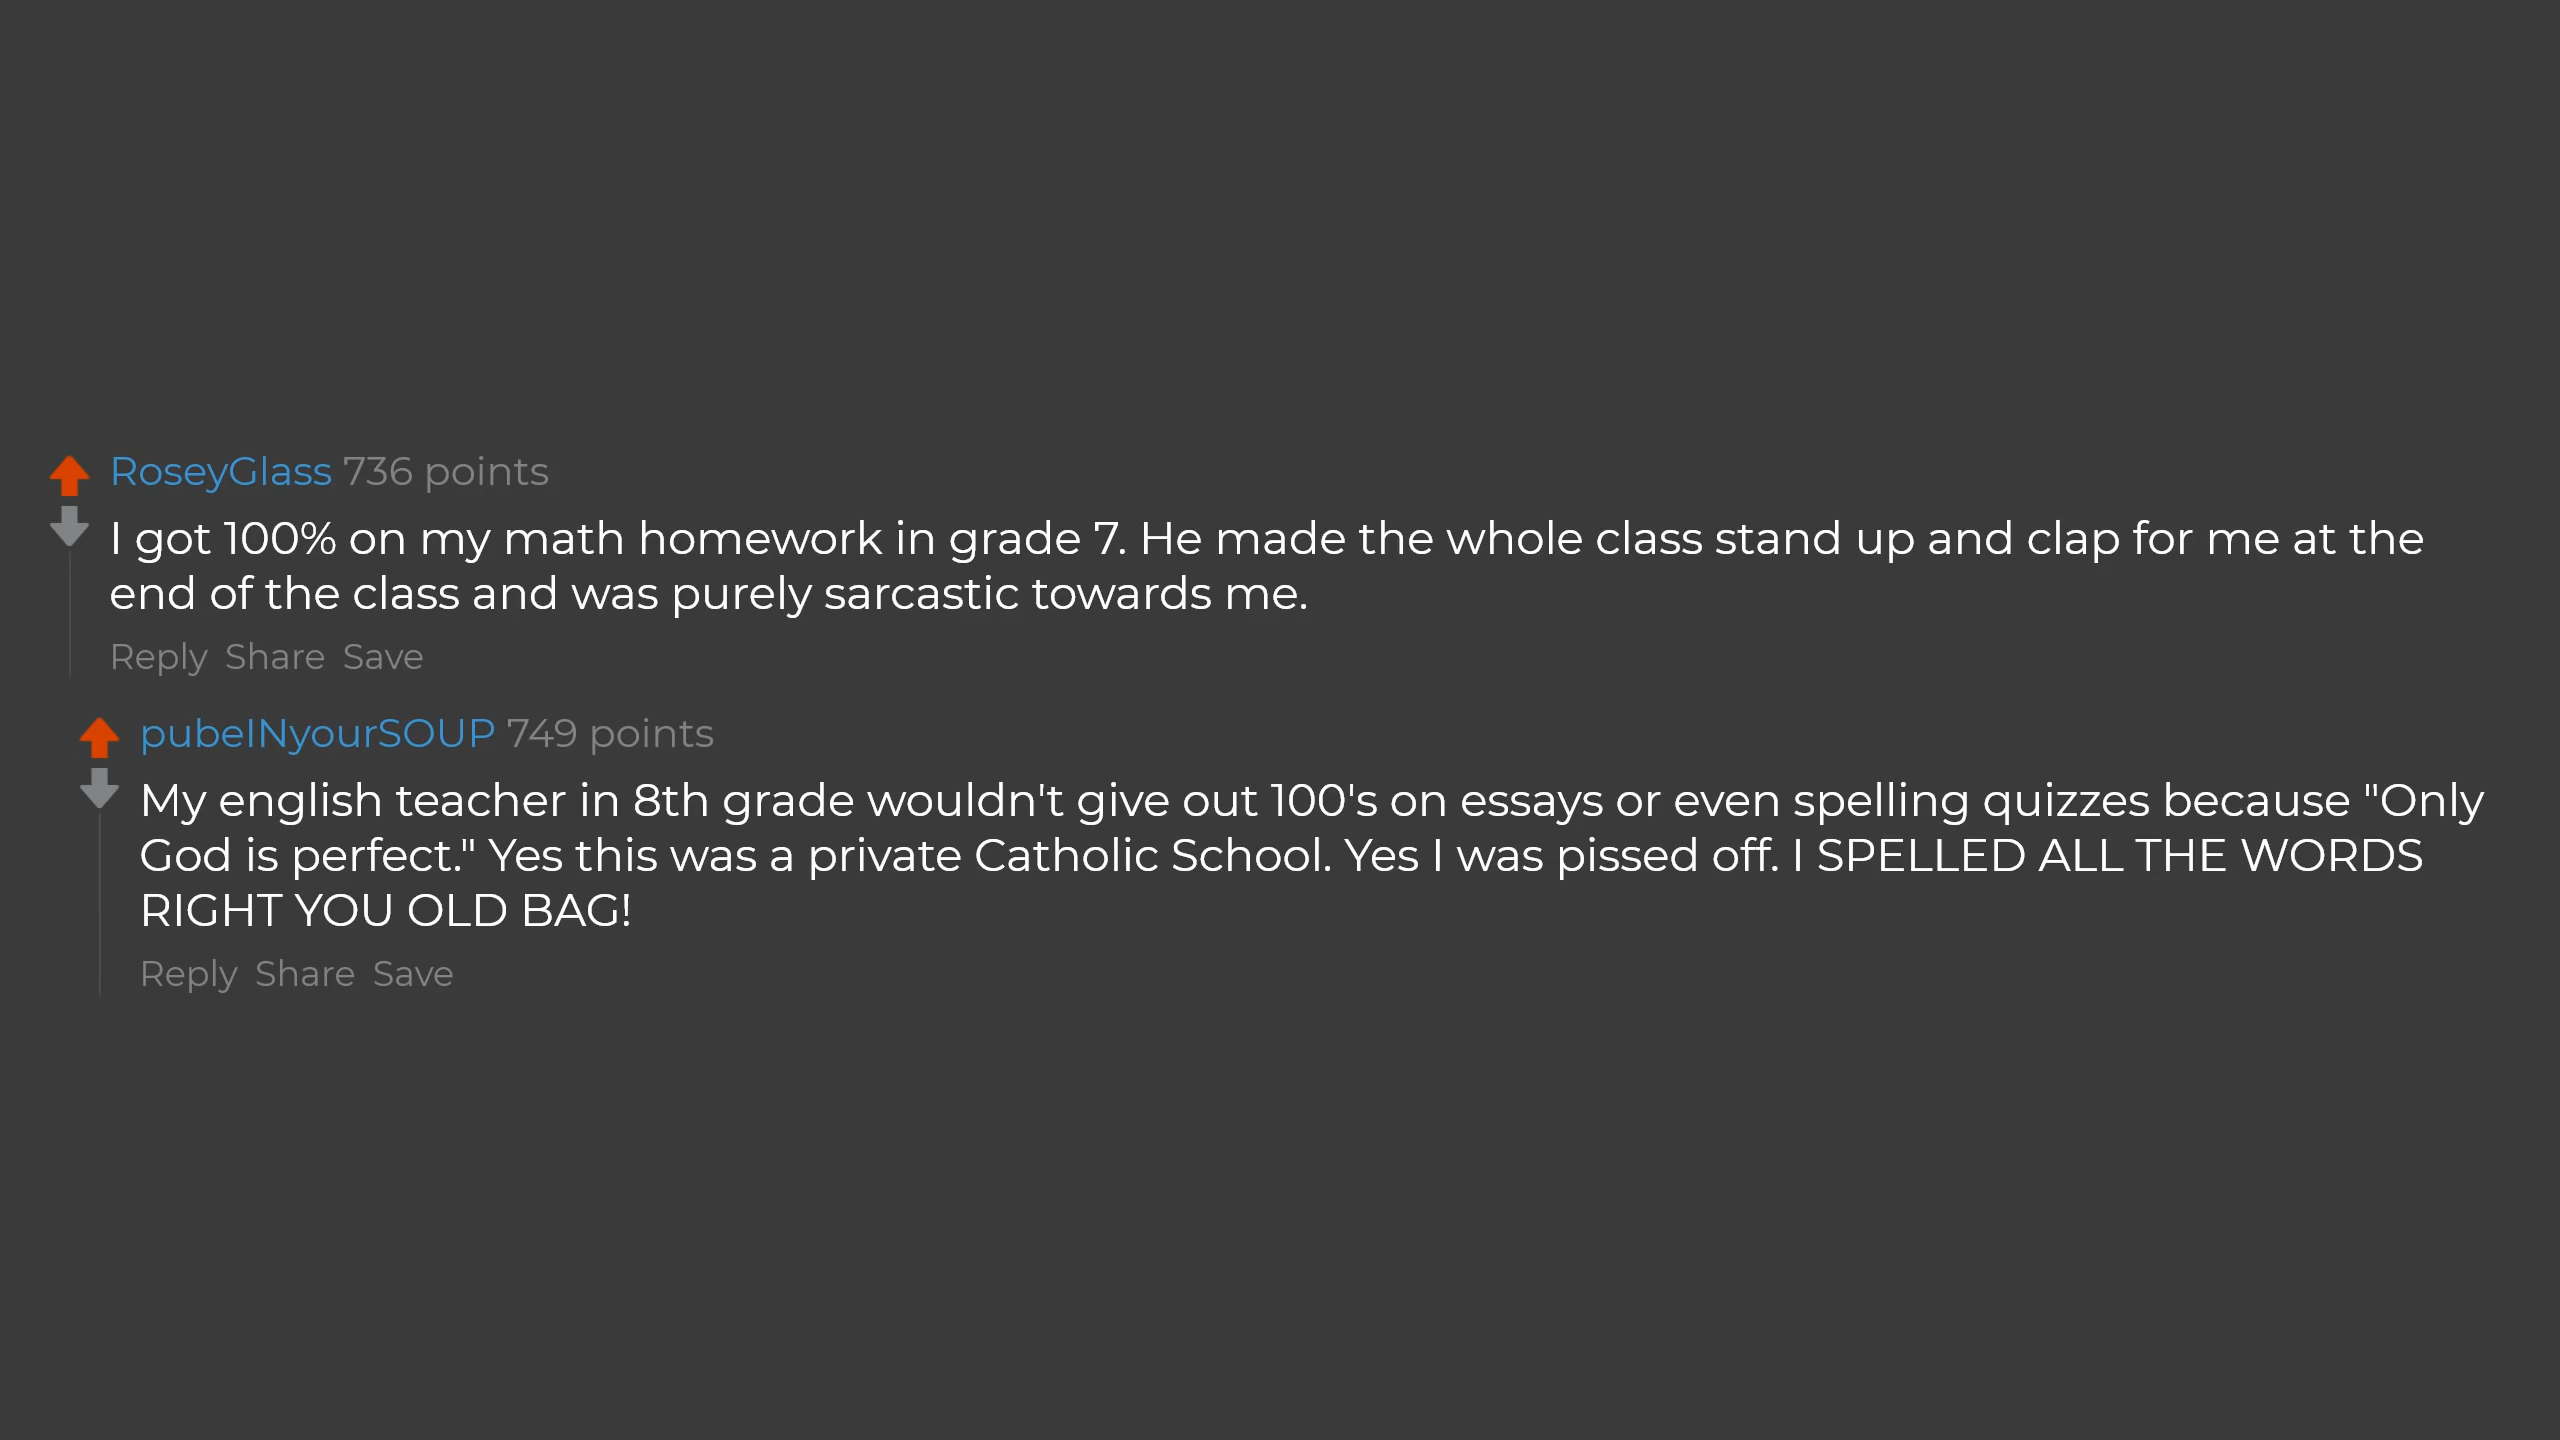 RoseyGlass 736 points
I got 100% on my math homework in grade 7. He made the whole class stand up and clap for me at the
end of the class and was purely sarcastic towards me.
Reply Share Save
pubeINyourSOUP 749 points
My english teacher in 8th grade wouldn't give out 100's on essays or even spelling quizzes because "Only
God is perfect." Yes this was a private Catholic School. Yes I was pissed off. I SPELLED ALL THE WORDS
RIGHT YOU OLD BAG!
Reply Share Save